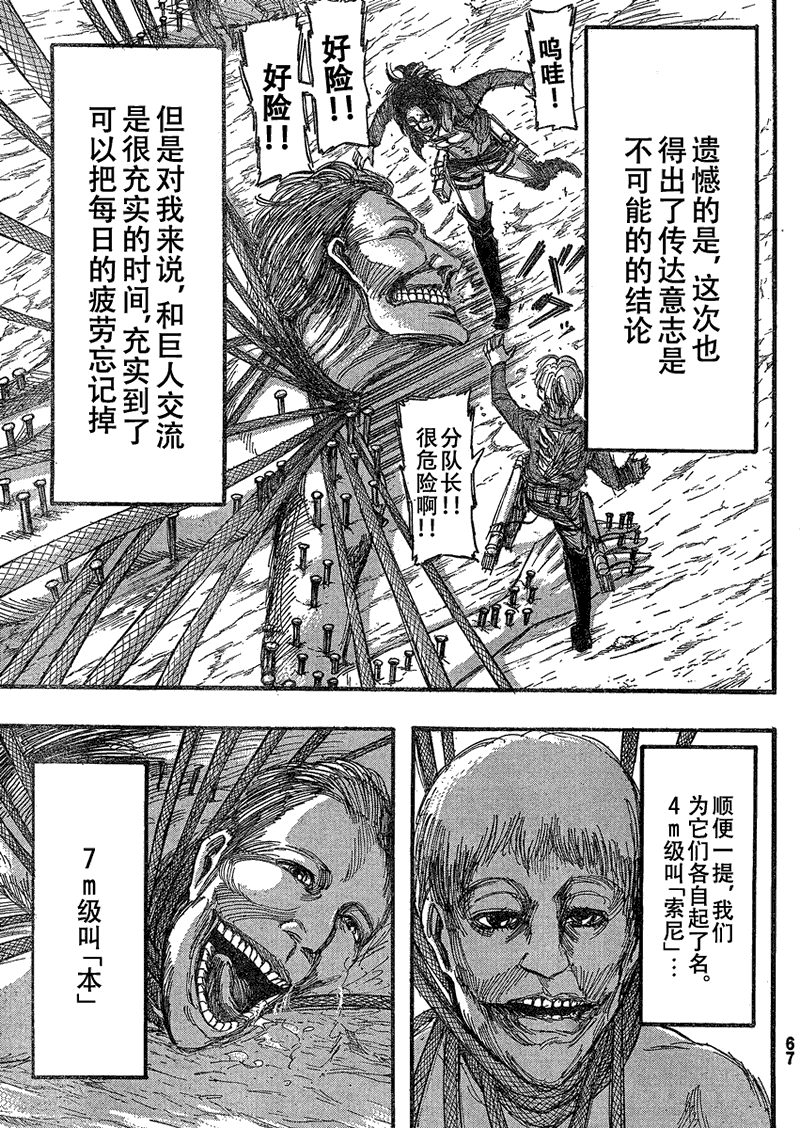 遗憾的是，这次也
得出了传达意志是
不可能的的结论
呜哇！
好险！！
好险！！
但是对我来说，和巨人交流
是很充实的时间，充实到了
可以把每日的疲劳忘记掉
分队长！！
很危险啊！！
顺便一提，我们
为它们各自起了名。
4m级叫「索尼」…
7m级叫「本」
67